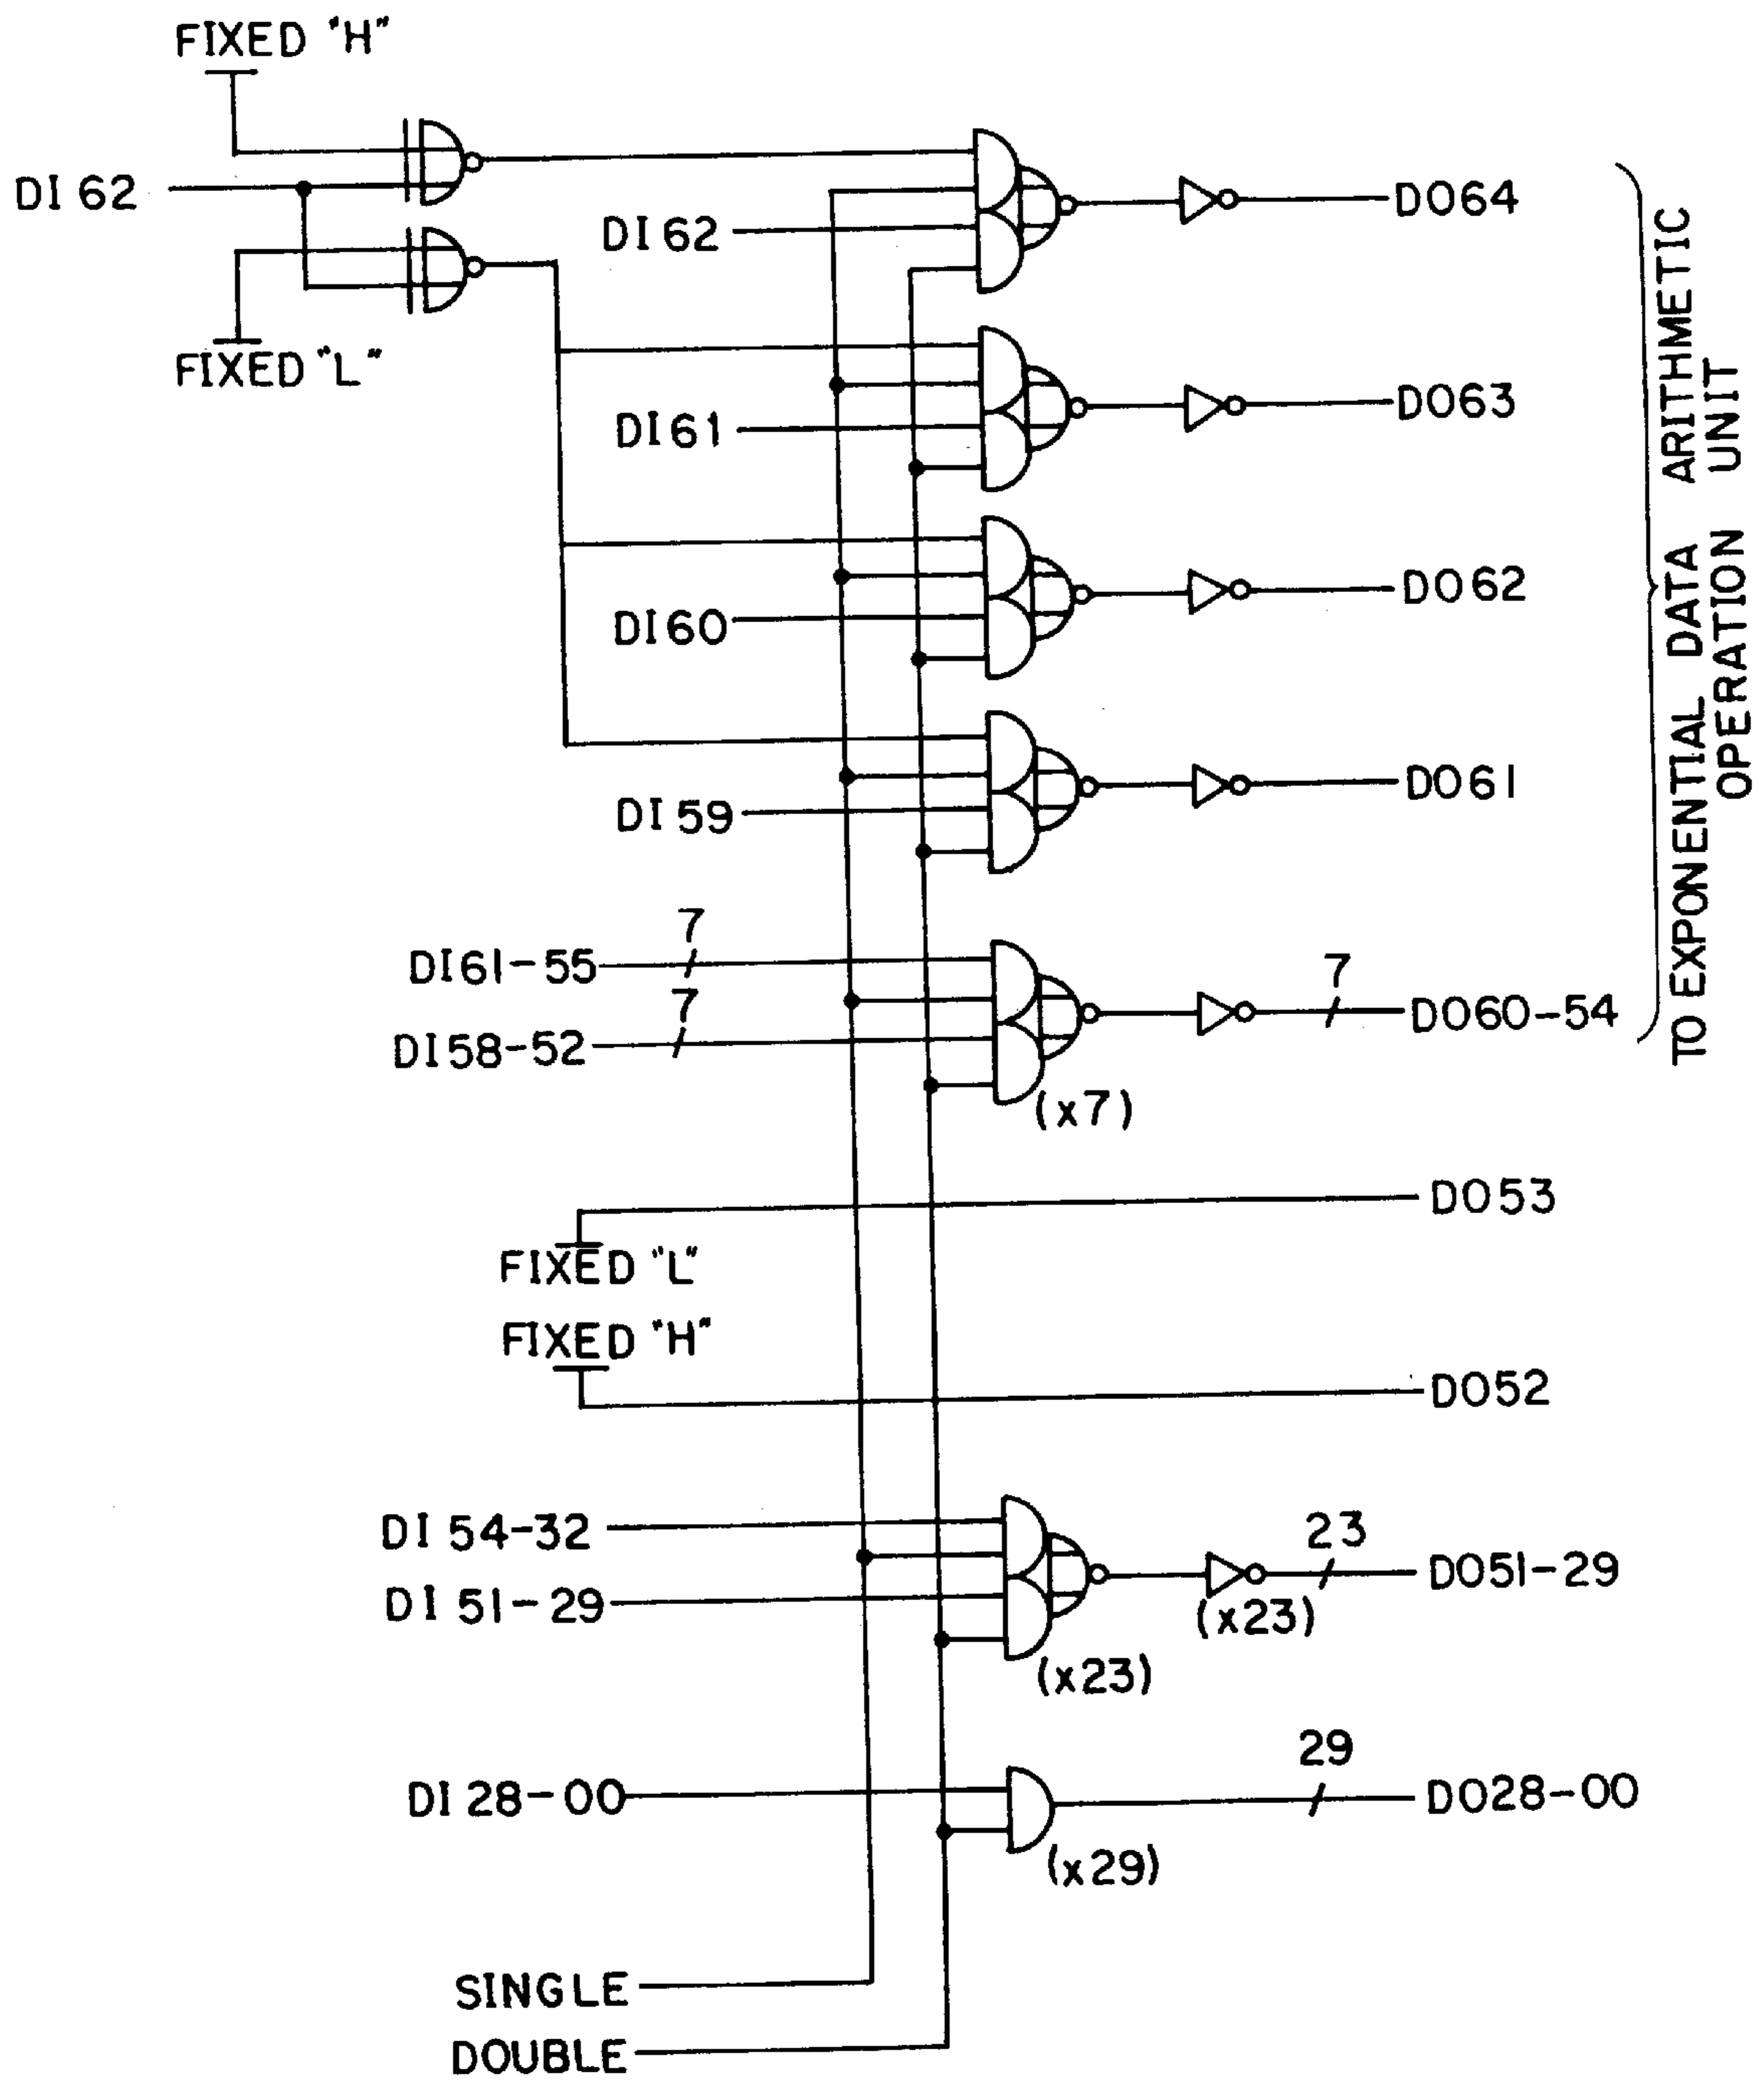 FIXED "H"
DI 62
DI62
DO64
FIXED "L"
DI61
DO63
DI60
DO62
DI 59
DO61
7
DI61-55
7
DI58-52
(x7)
7
DO60-54
TO EXPONENTIAL DATA ARITHMETIC
OPERATION UNIT
DO53
FIXED "L"
FIXED "H"
DO52
DI 54-32
DI 51-29
(x23)
(x23)
23
DO51-29
DI 28-00
(x29)
29
DO28-00
SINGLE
DOUBLE